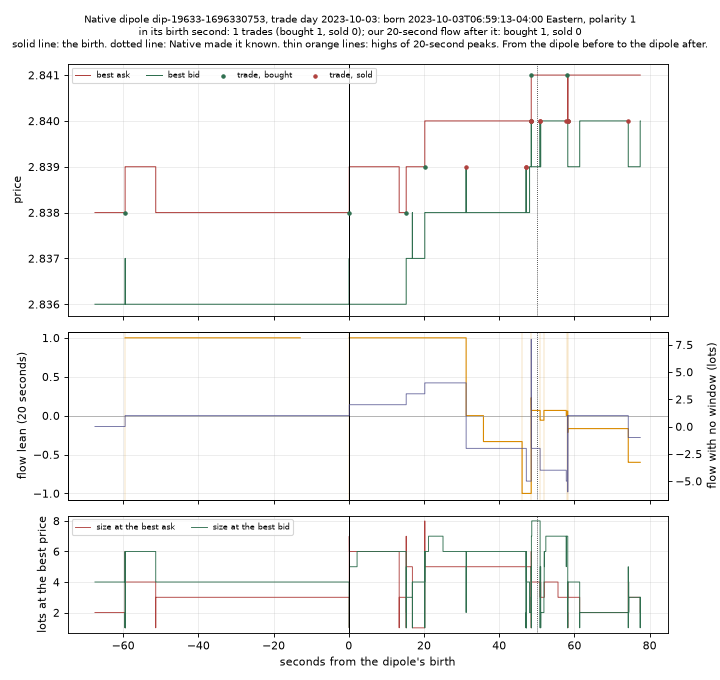 Native dipole dip-19633-1696330753, trade day 2023-10-03: born 2023-10-03T06:59:13-04:00 Eastern, polarity 1
in its birth second: 1 trades (bought 1, sold 0); our 20-second flow after it: bought 1, sold 0
solid line: the birth. dotted line: Native made it known. thin orange lines: highs of 20-second peaks. From the dipole before to the dipole after.
best ask best bid trade, bought trade, sold
2.841
2.840
2.839
2.838
2.837
2.836
price
1.0
0.5
0.0
−0.5
−1.0
flow lean (20 seconds)
7.5
5.0
2.5
0.0
−2.5
−5.0
flow with no window (lots)
size at the best ask size at the best bid
8
6
4
2
lots at the best price
−60 −40 −20 0 20 40 60 80
seconds from the dipole's birth